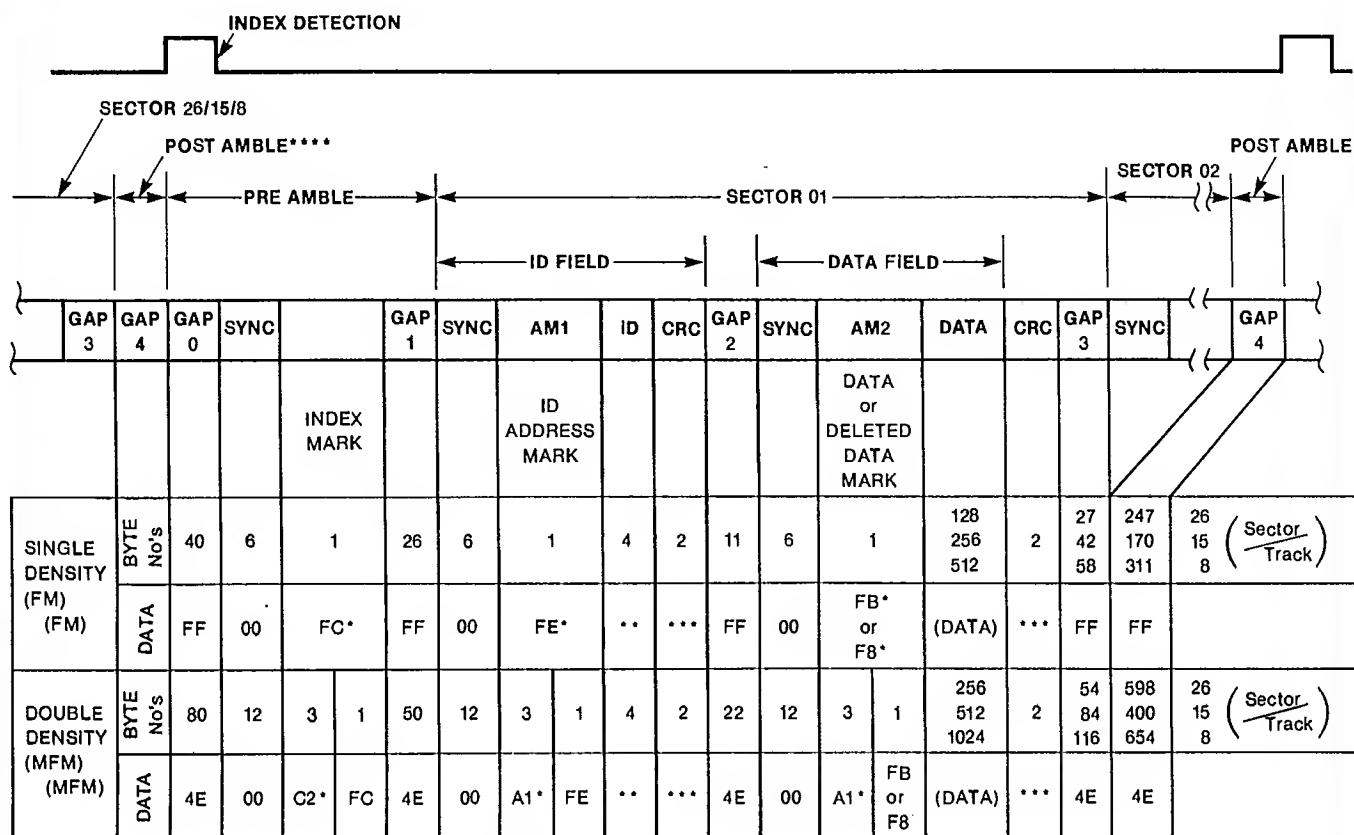 INDEX DETECTION
SECTOR 26/15/8
POST AMBLE****
POST AMBLE
PRE AMBLE
SECTOR 01
SECTOR 02
ID FIELD
DATA FIELD
GAP 3 GAP 4 GAP 0 SYNC GAP 1 SYNC AM1 ID CRC GAP 2 SYNC AM2 DATA CRC GAP 3 SYNC GAP 4
INDEX MARK
ID ADDRESS MARK
DATA or DELETED DATA MARK
SINGLE DENSITY (FM) (FM)
BYTE No's 40 6 1 26 6 1 4 2 11 6 1 128 256 512 2 27 42 58 247 170 311 26 15 8 (Sector/Track)
DATA FF 00 FC* FF 00 FE* ** *** FF 00 FB* or F8* (DATA) *** FF FF
DOUBLE DENSITY (MFM) (MFM)
BYTE No's 80 12 3 1 50 12 3 1 4 2 22 12 3 1 256 512 1024 2 54 84 116 598 400 654 26 15 8 (Sector/Track)
DATA 4E 00 C2* FC 4E 00 A1* FE ** *** 4E 00 A1* FB or F8 (DATA) *** 4E 4E